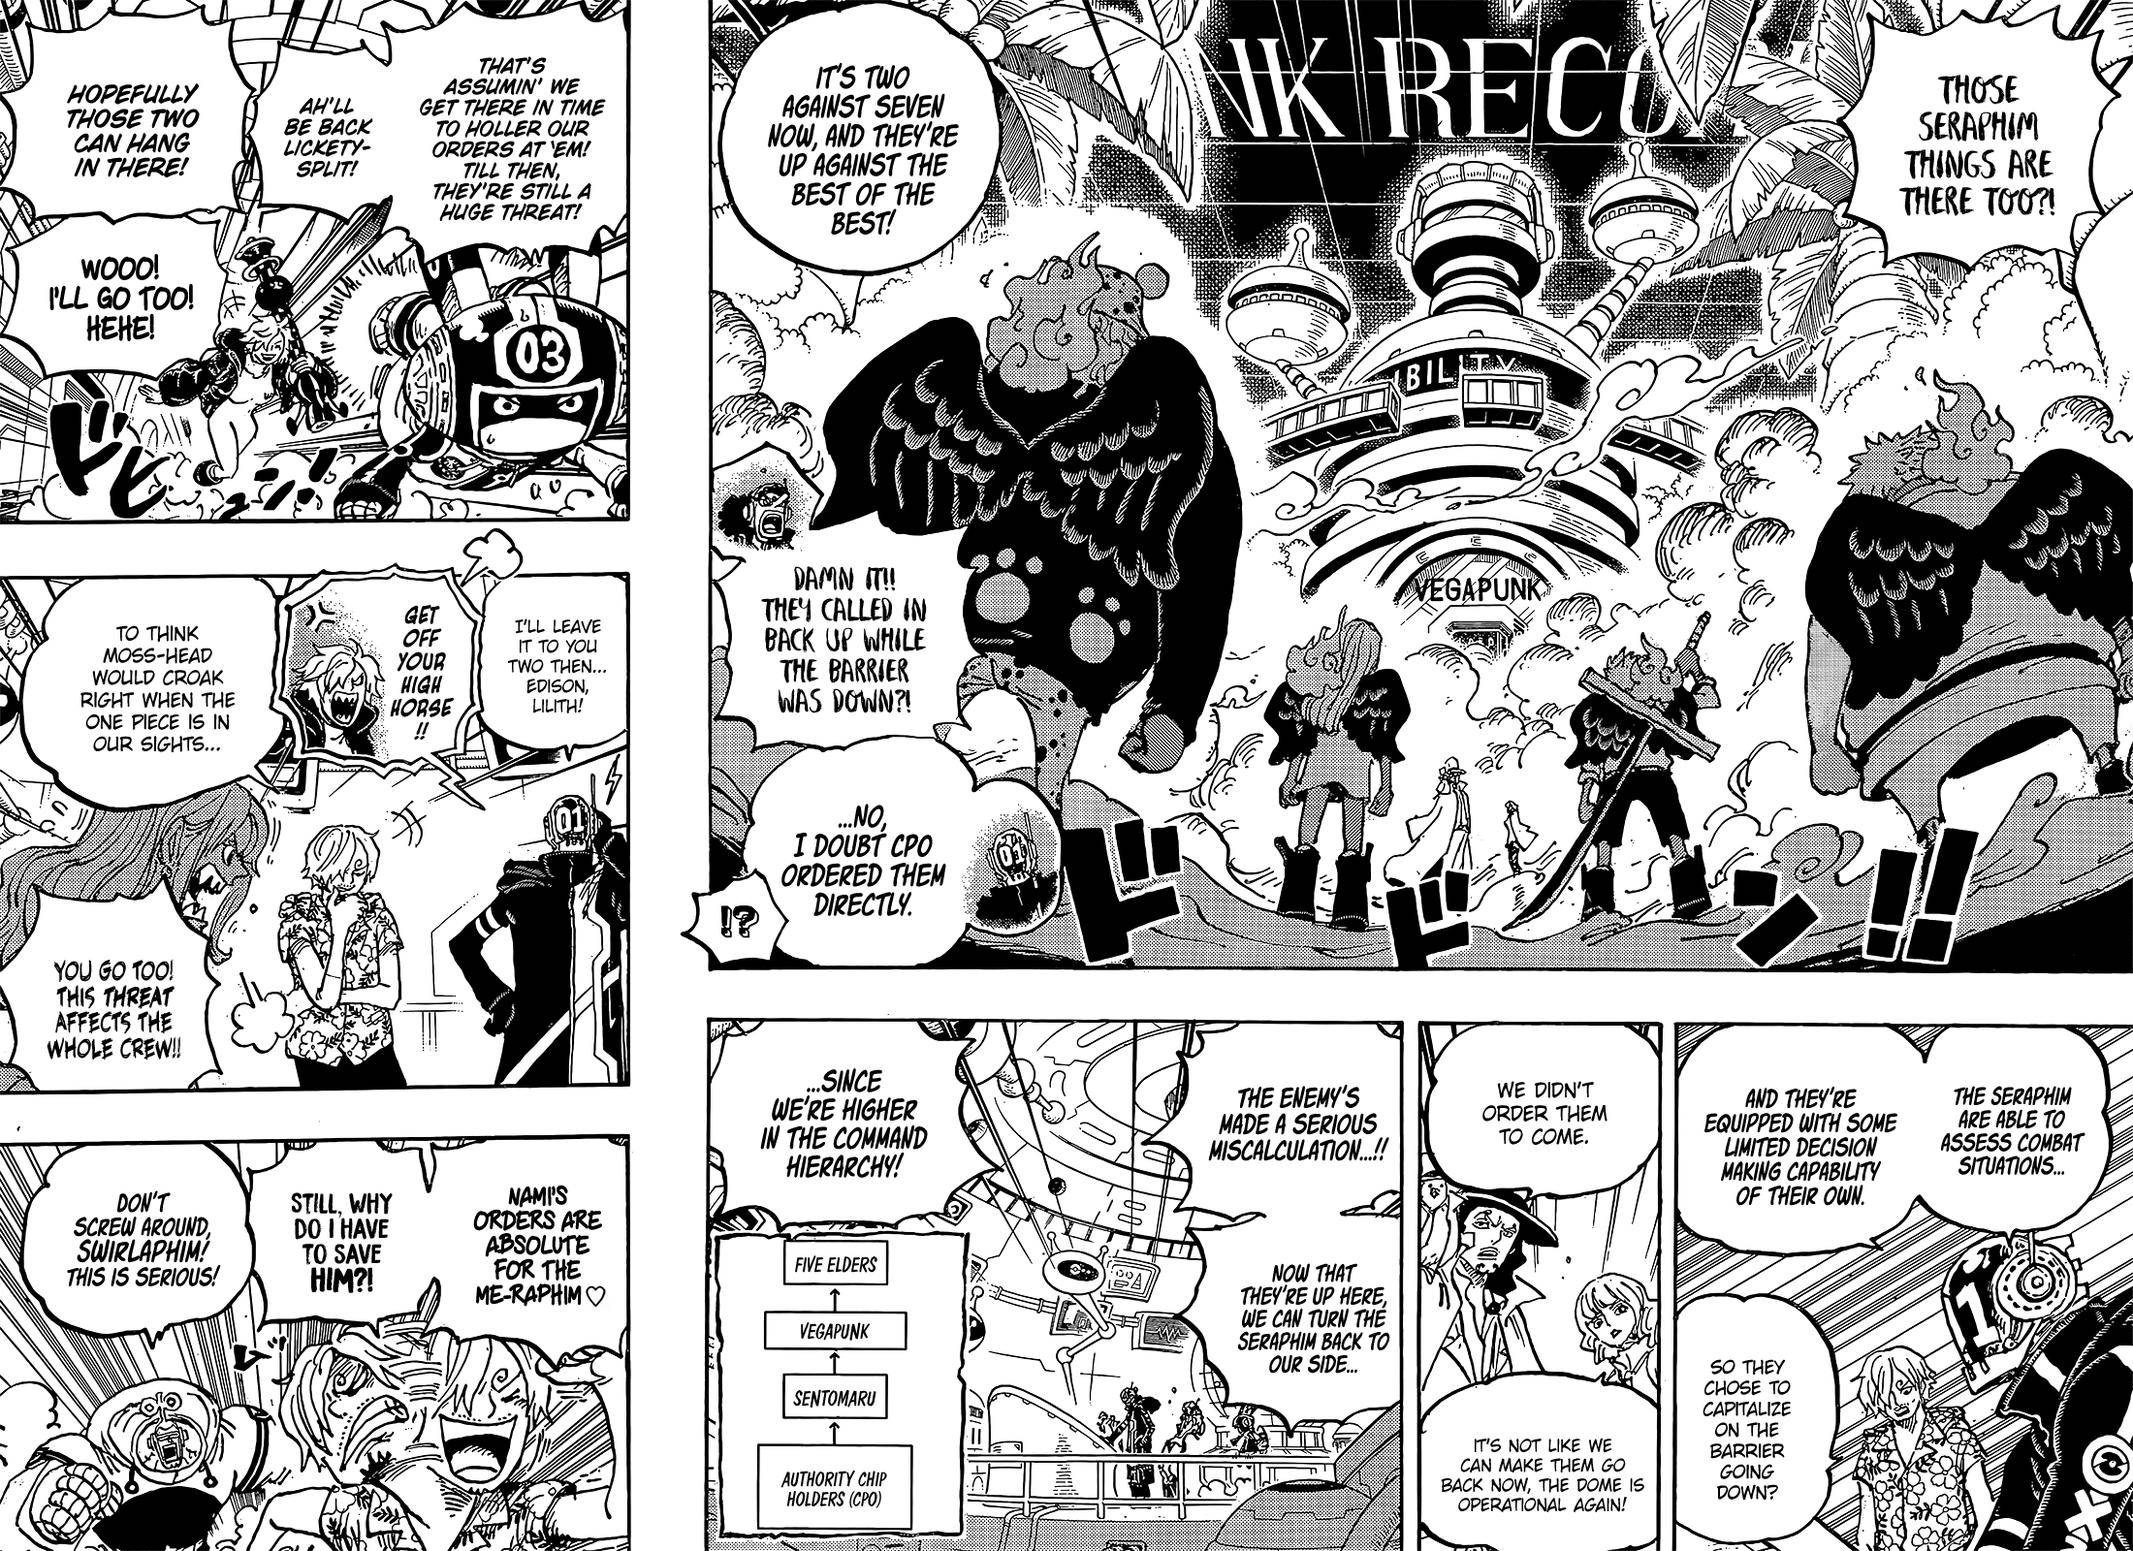 THOSE
SERAPHIM
THINGS ARE
THERE TOO?!
NK RECO
BILITY
VEGAPUNK
IT'S TWO
AGAINST SEVEN
NOW, AND THEY'RE
UP AGAINST THE
BEST OF THE
BEST!
DAMN IT!!
THEY CALLED IN
BACK UP WHILE
THE BARRIER
WAS DOWN?!
...NO,
I DOUBT CPO
ORDERED THEM
DIRECTLY.
01
!?
ドドン!!
THE SERAPHIM
ARE ABLE TO
ASSESS COMBAT
SITUATIONS...
AND THEY'RE
EQUIPPED WITH SOME
LIMITED DECISION
MAKING CAPABILITY
OF THEIR OWN.
1
SO THEY
CHOSE TO
CAPITALIZE
ON THE
BARRIER
GOING
DOWN?
WE DIDN'T
ORDER THEM
TO COME.
IT'S NOT LIKE WE
CAN MAKE THEM GO
BACK NOW, THE DOME IS
OPERATIONAL AGAIN!
THE ENEMY'S
MADE A SERIOUS
MISCALCULATION...!!
NOW THAT
THEY'RE UP HERE,
WE CAN TURN THE
SERAPHIM BACK TO
OUR SIDE...
...SINCE
WE'RE HIGHER
IN THE COMMAND
HIERARCHY!
FIVE ELDERS
VEGAPUNK
SENTOMARU
AUTHORITY CHIP
HOLDERS (CPO)
THAT'S
ASSUMIN' WE
GET THERE IN TIME
TO HOLLER OUR
ORDERS AT 'EM!
TILL THEN,
THEY'RE STILL A
HUGE THREAT!
AH'LL
BE BACK
LICKETY-
SPLIT!
HOPEFULLY
THOSE TWO
CAN HANG
IN THERE!
WOOO!
I'LL GO TOO!
HEHE!
03
ドヒュン!
I'LL LEAVE
IT TO YOU
TWO THEN...
EDISON,
LILITH!
GET
OFF
YOUR
HIGH
HORSE
!!
TO THINK
MOSS-HEAD
WOULD CROAK
RIGHT WHEN THE
ONE PIECE IS IN
OUR SIGHTS...
01
YOU GO TOO!
THIS THREAT
AFFECTS THE
WHOLE CREW!!
NAMI'S
ORDERS ARE
ABSOLUTE
FOR THE
ME-RAPHIM♡
STILL, WHY
DO I HAVE
TO SAVE
HIM?!
DON'T
SCREW AROUND,
SWIRLAPHIM!
THIS IS SERIOUS!